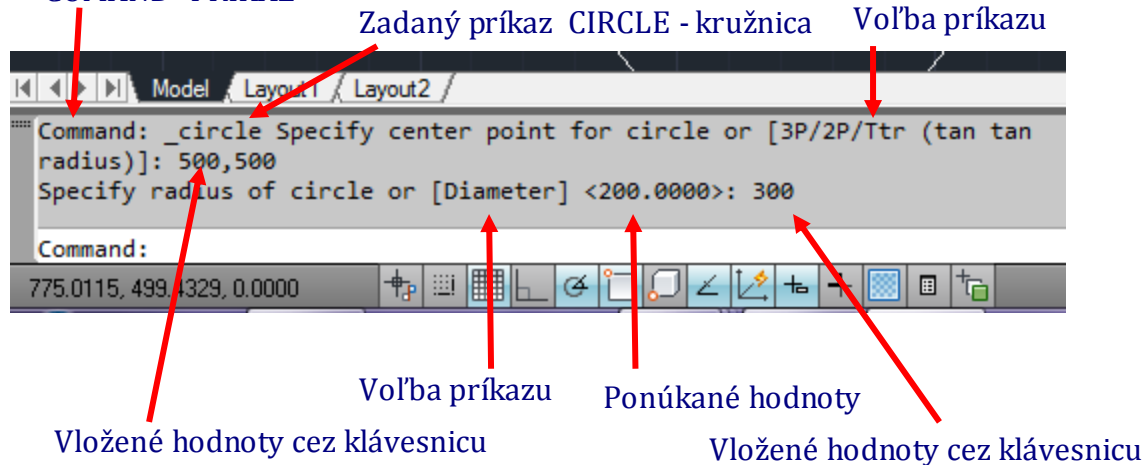 Zadaný príkaz CIRCLE - kružnica
Voľba príkazu
Model Layout1 Layout2
Command: _circle Specify center point for circle or [3P/2P/Ttr (tan tan
radius)]: 500,500
Specify radius of circle or [Diameter] <200.0000>: 300
Command:
775.0115, 499.4329, 0.0000
Voľba príkazu
Ponúkané hodnoty
Vložené hodnoty cez klávesnicu
Vložené hodnoty cez klávesnicu